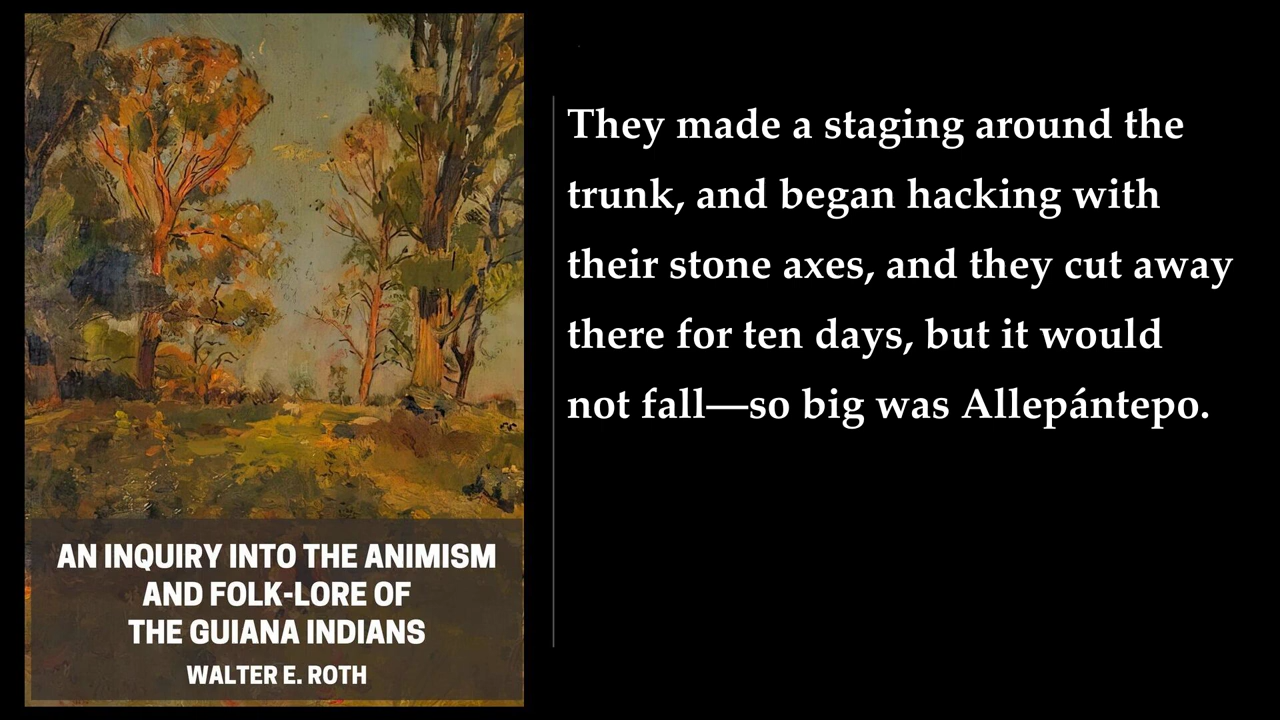 They made a staging around the
trunk, and began hacking with
their stone axes, and they cut away
there for ten days, but it would
not fall—so big was Allepántepo.
AN INQUIRY INTO THE ANIMISM
AND FOLK-LORE OF
THE GUIANA INDIANS
WALTER E. ROTH